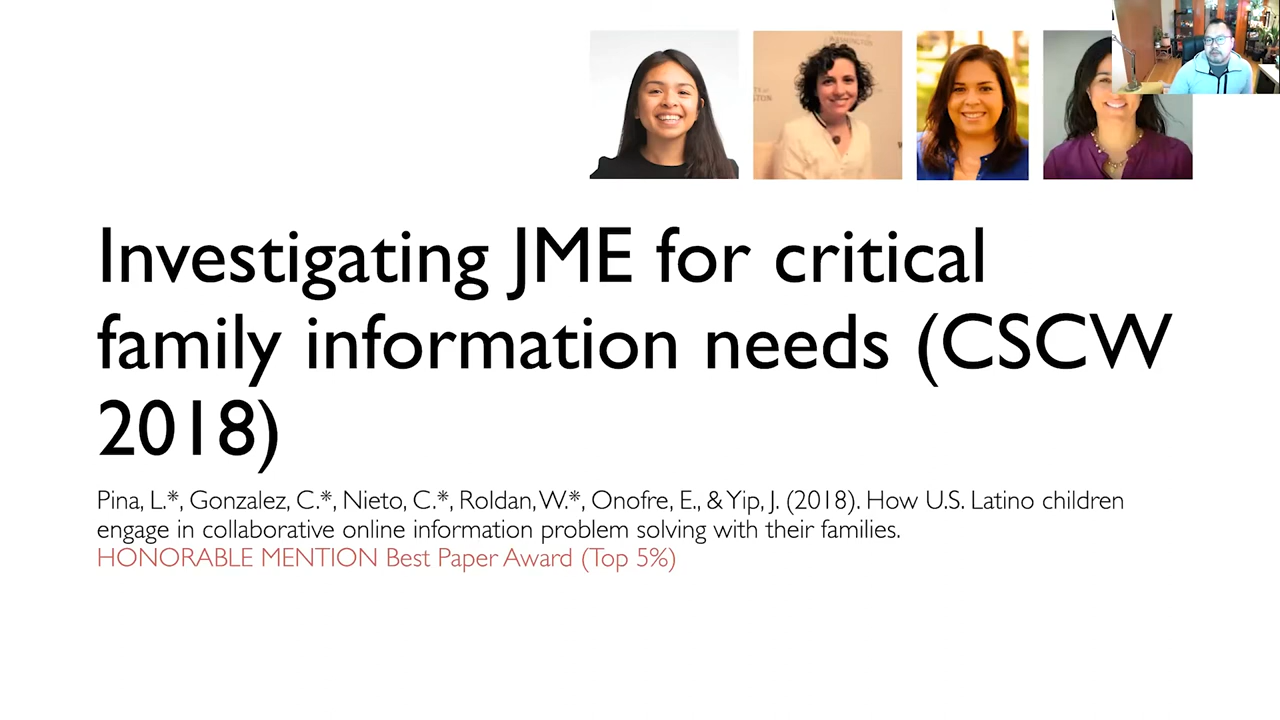 Investigating JME for critical
family information needs (CSCW
2018)
Pina, L.*, Gonzalez, C.*, Nieto, C.*, Roldan, W.*, Onofre, E., & Yip, J. (2018). How U.S. Latino children
engage in collaborative online information problem solving with their families.
HONORABLE MENTION Best Paper Award (Top 5%)